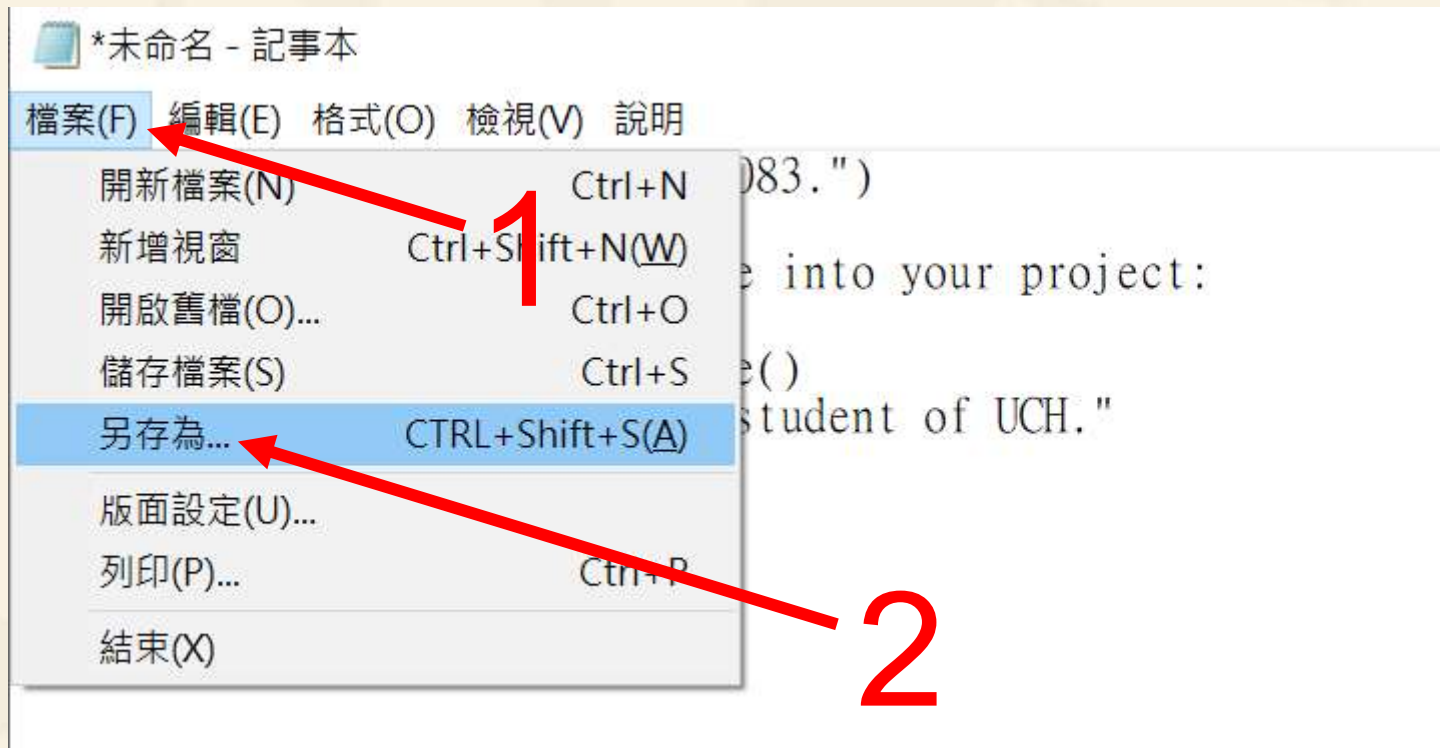 *未命名 - 記事本
檔案(F) 編輯(E) 格式(O) 檢視(V) 說明
開新檔案(N) Ctrl+N
新增視窗 Ctrl+Shift+N(W)
開啟舊檔(O)... Ctrl+O
儲存檔案(S) Ctrl+S
另存為... CTRL+Shift+S(A)
版面設定(U)...
列印(P)... Ctrl+P
結束(X)
083.")
e into your project:
e()
student of UCH."
1
2